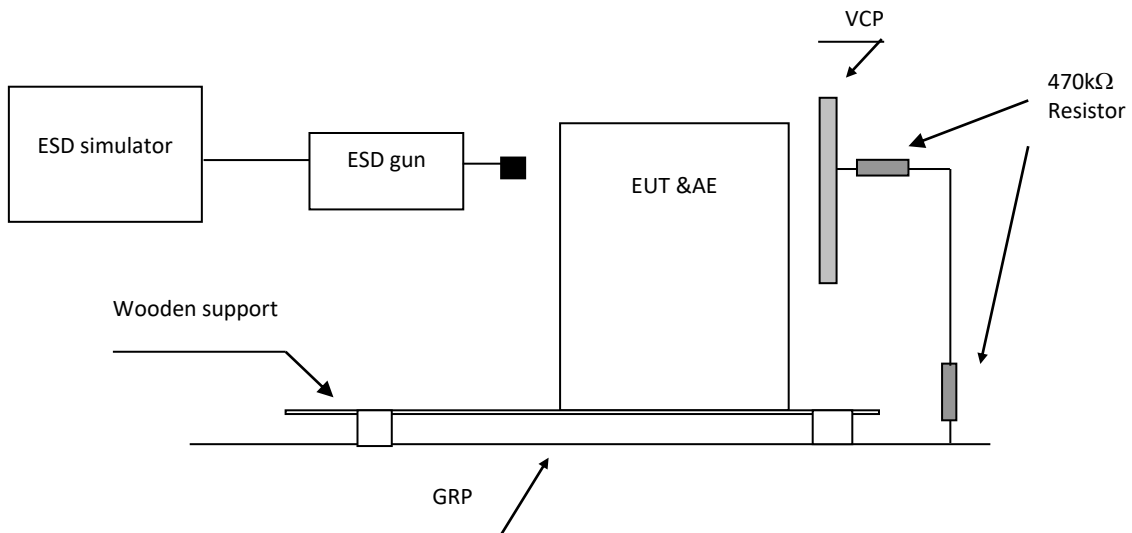 VCP
470kΩ
Resistor
ESD simulator
ESD gun
EUT &AE
Wooden support
GRP